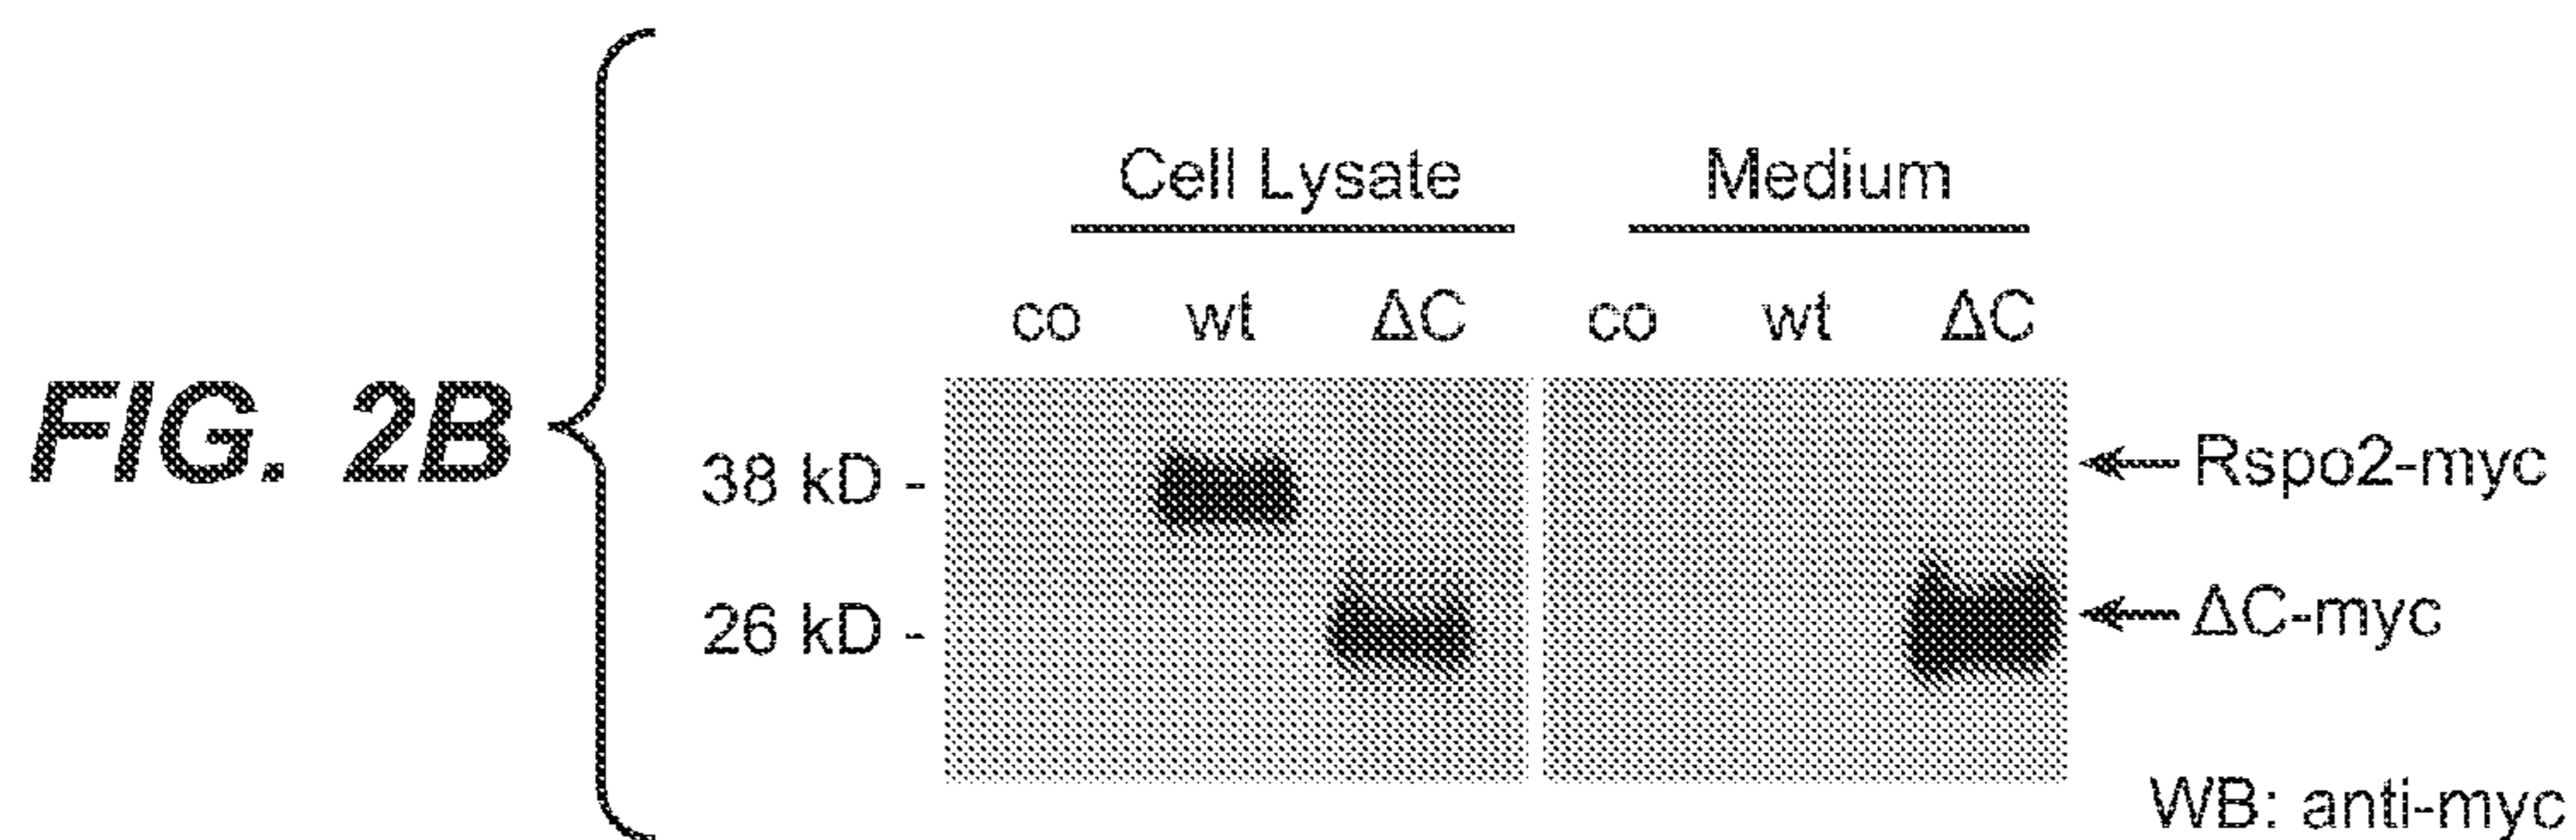 Cell Lysate Medium
co wt ΔC co wt ΔC
FIG. 2B
38 kD -
Rspo2-myc
26 kD -
ΔC-myc
WB: anti-myc